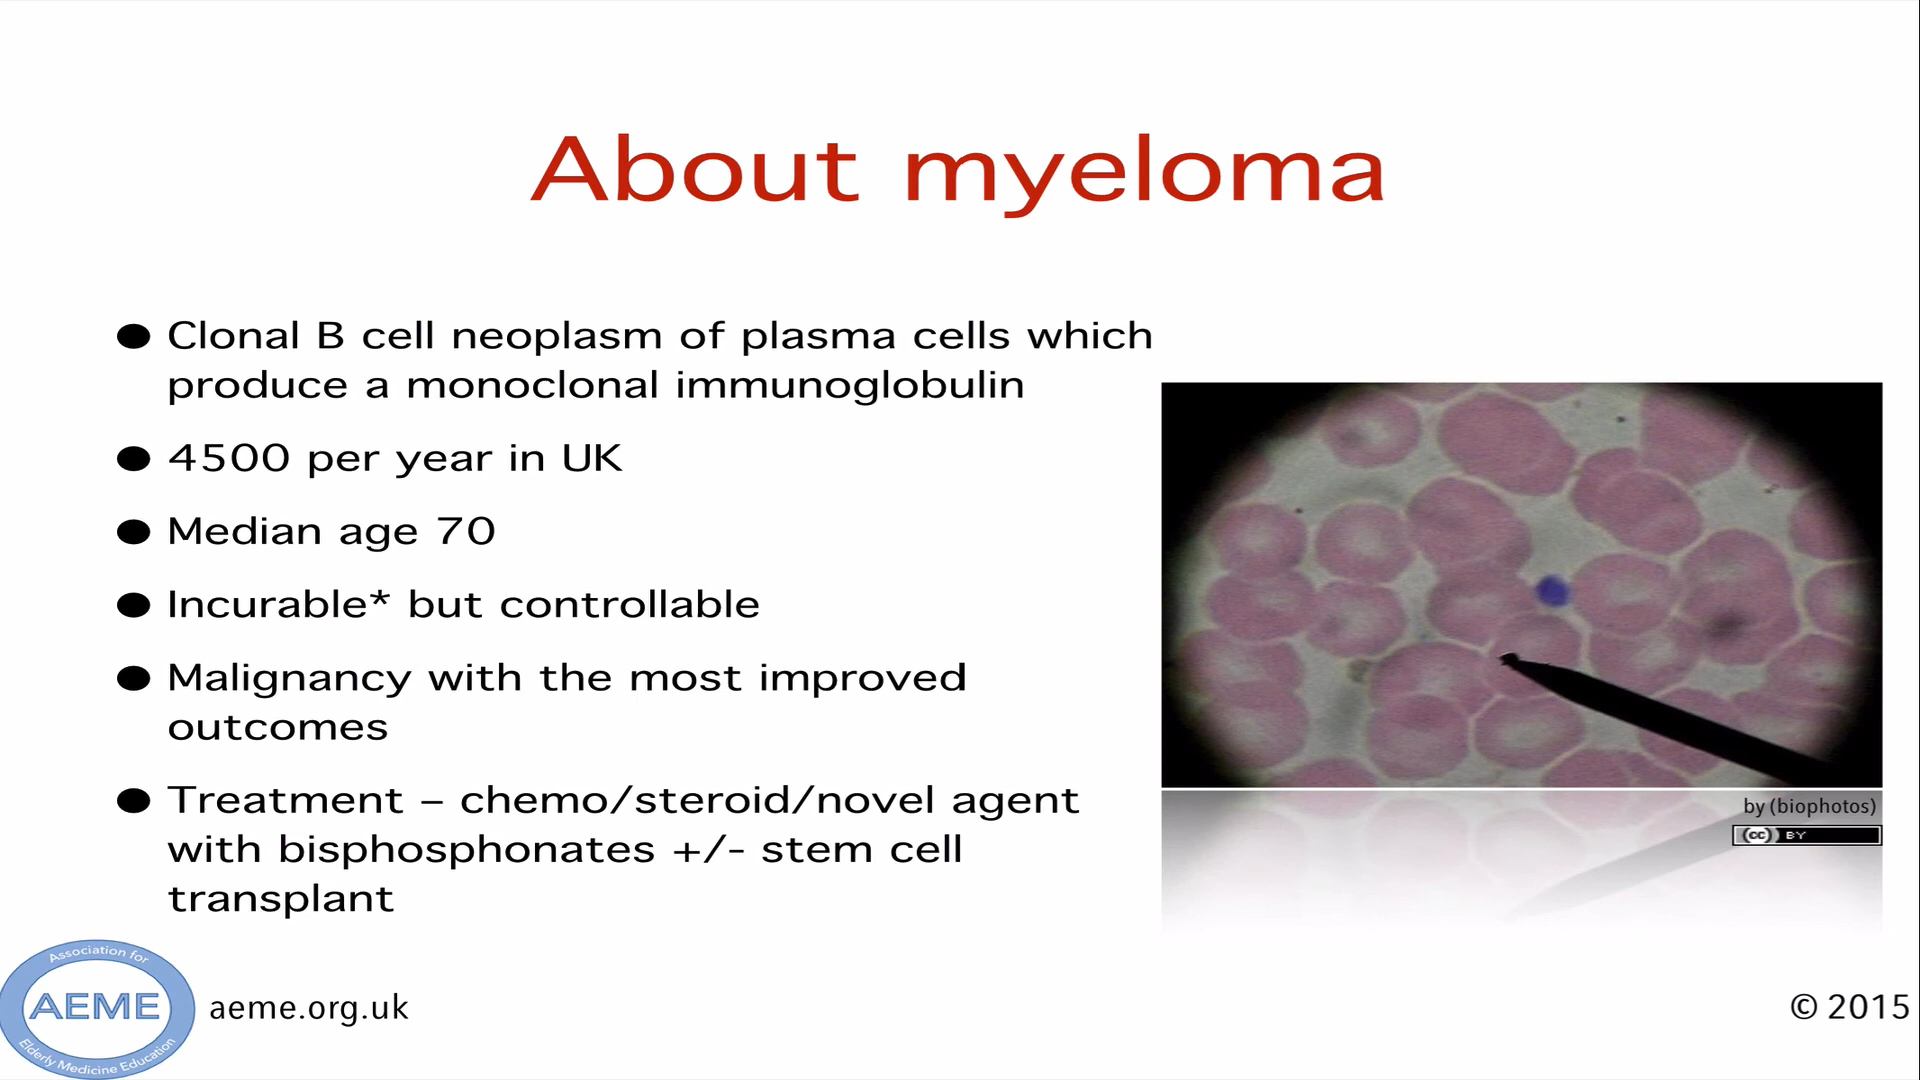 About myeloma
● Clonal B cell neoplasm of plasma cells which
produce a monoclonal immunoglobulin
● 4500 per year in UK
● Median age 70
● Incurable* but controllable
● Malignancy with the most improved
outcomes
● Treatment – chemo/steroid/novel agent
with bisphosphonates +/- stem cell
transplant
by (biophotos)
cc BY
Association for
AEME
Elderly Medicine Education
aeme.org.uk
© 2015